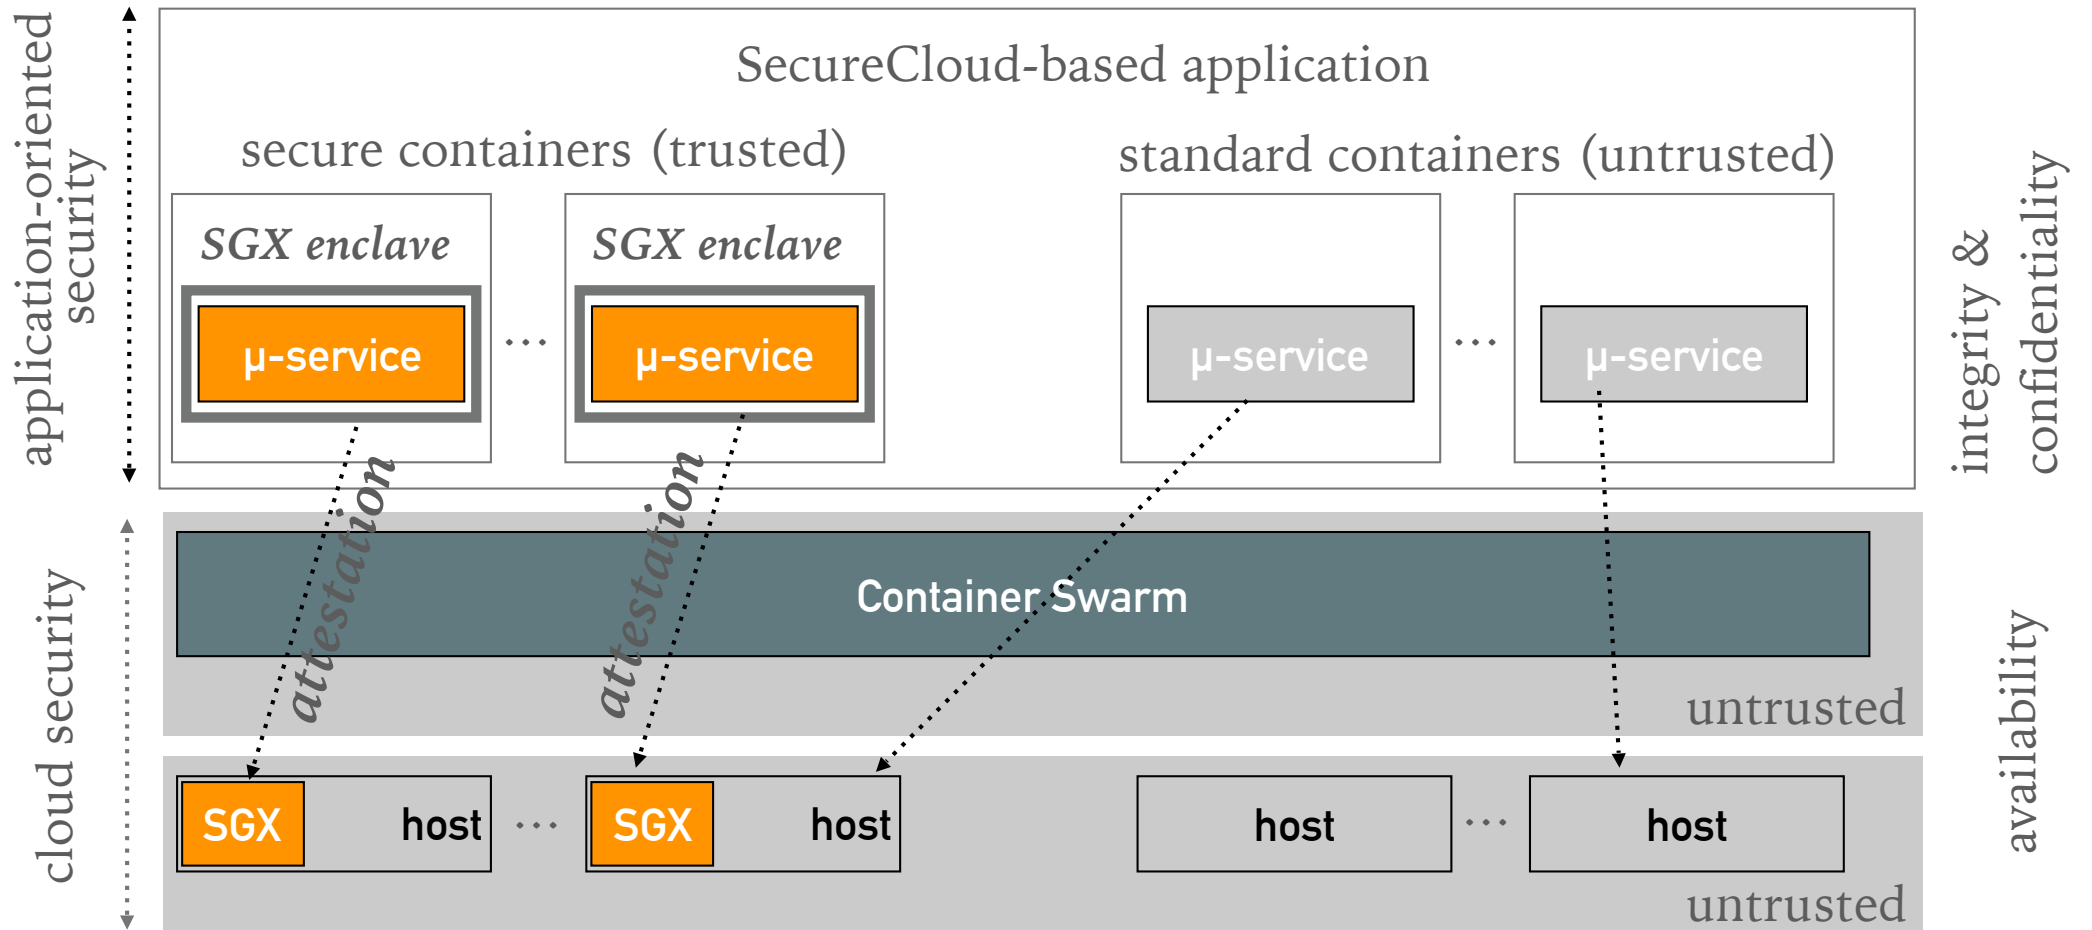 SecureCloud-based application
application-oriented
security
secure containers (trusted)
standard containers (untrusted)
SGX enclave
SGX enclave
µ-service
...
µ-service
µ-service
...
µ-service
integrity &
confidentiality
attestation
attestation
Container Swarm
untrusted
cloud security
availability
SGX
host
...
SGX
host
host
...
host
untrusted